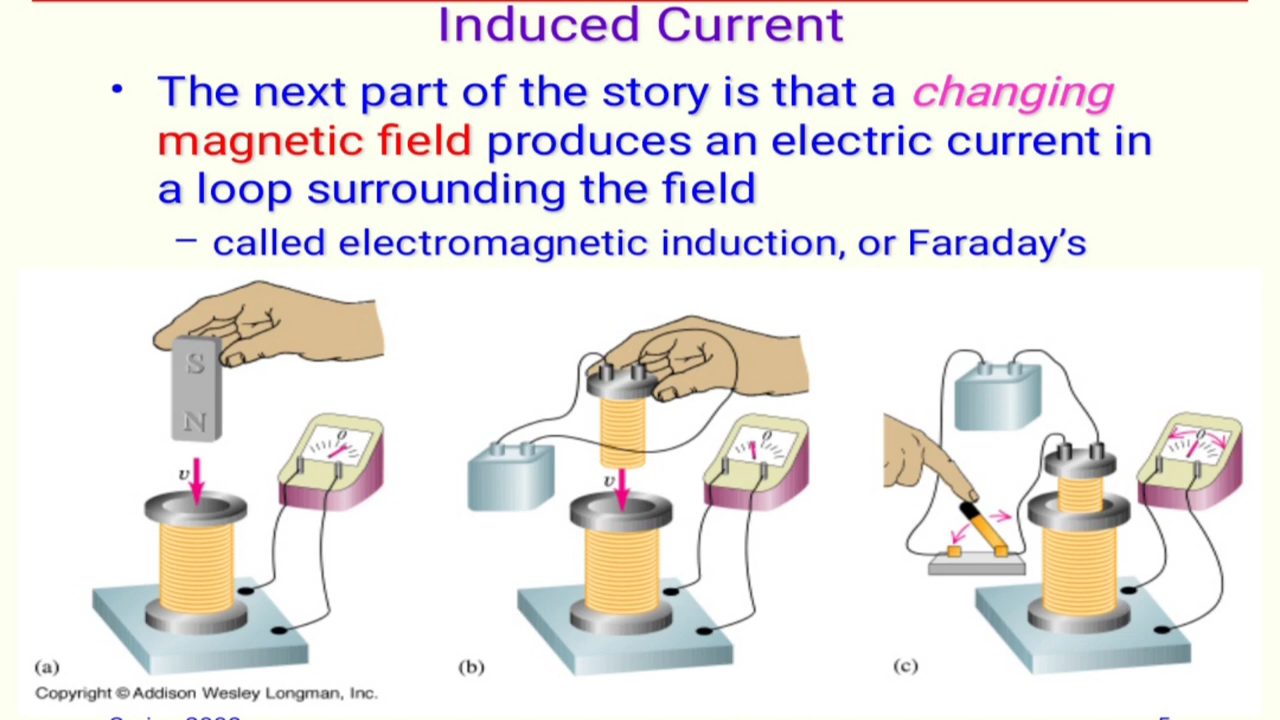 Induced Current
• The next part of the story is that a changing
magnetic field produces an electric current in
a loop surrounding the field
– called electromagnetic induction, or Faraday's
S
N
0
0
0
υ
υ
(a)
(b)
(c)
Copyright © Addison Wesley Longman, Inc.